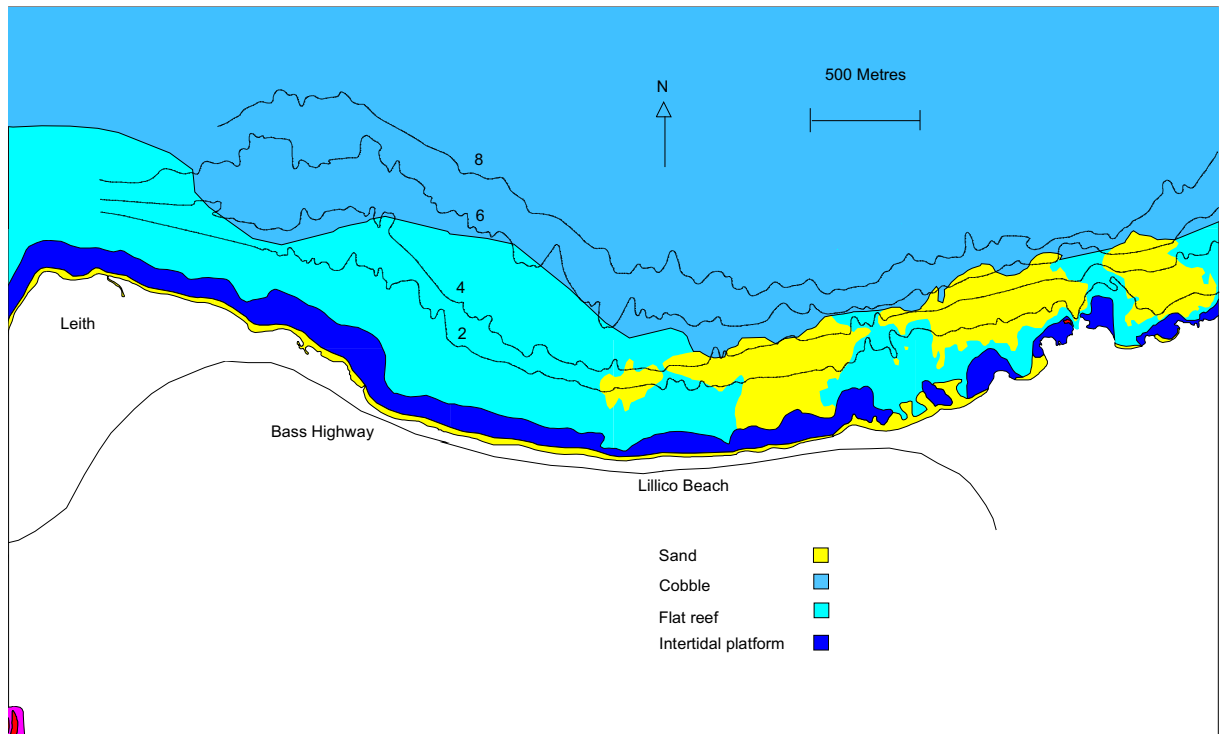 500 Metres
N
8
6
4
2
Leith
Bass Highway
Lillico Beach
Sand
Cobble
Flat reef
Intertidal platform